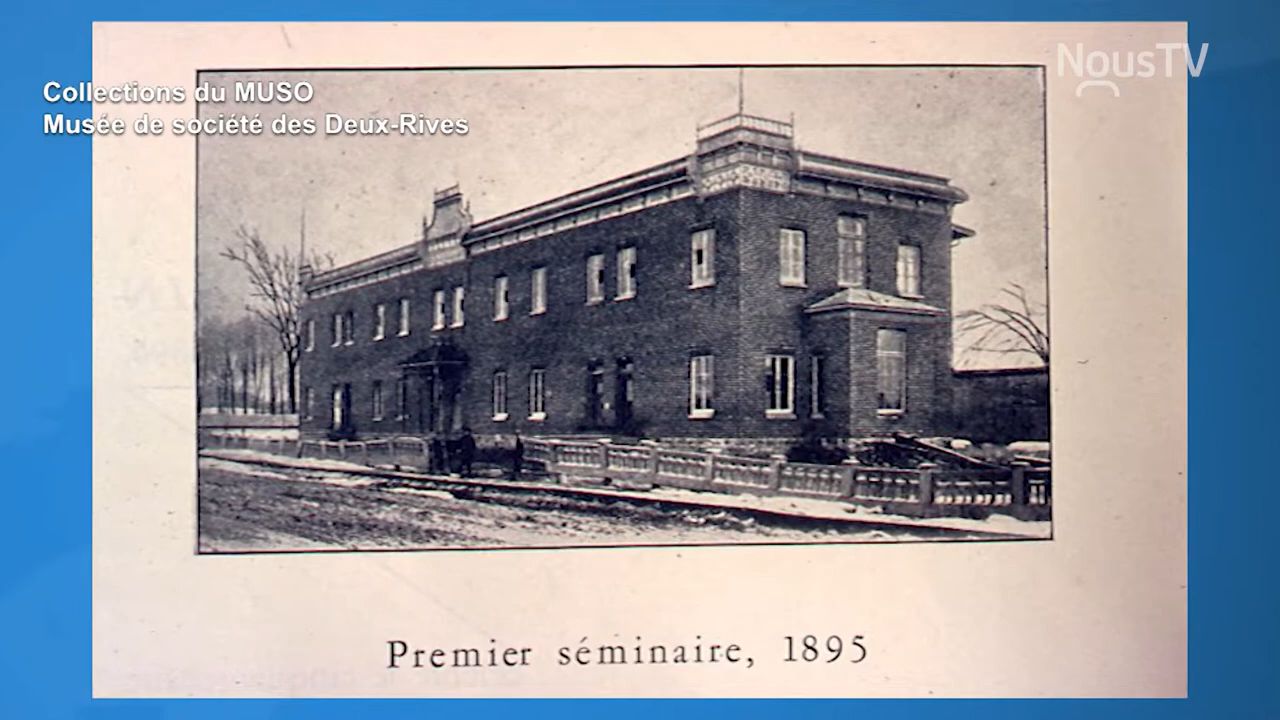 NousTV
Collections du MUSO
Musée de société des Deux-Rives
Premier séminaire, 1895